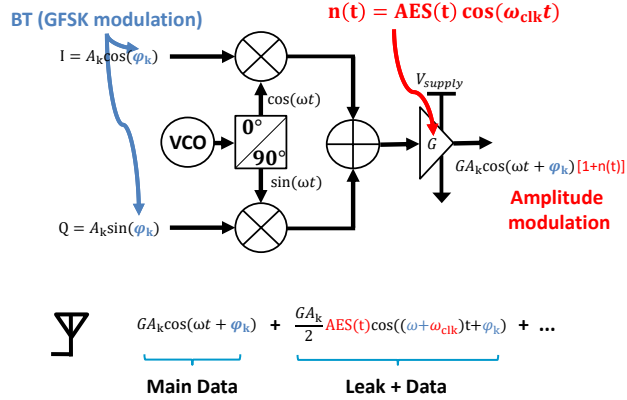 BT (GFSK modulation)
n(t) = AES(t) cos(ω_clk t)
I = A_k cos(φ_k)
V_supply
cos(ωt)
VCO
0°
90°
G
sin(ωt)
GA_k cos(ωt + φ_k)[1+n(t)]
Amplitude
modulation
Q = A_k sin(φ_k)
GA_k cos(ωt + φ_k) + GA_k/2 AES(t)cos((ω+ω_clk)t+φ_k) + ...
Main Data
Leak + Data